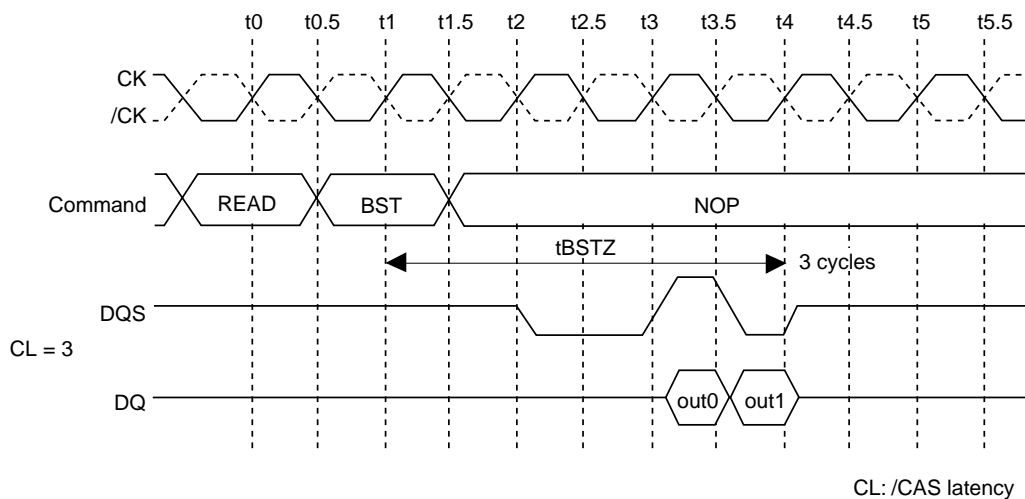 t0 t0.5 t1 t1.5 t2 t2.5 t3 t3.5 t4 t4.5 t5 t5.5
CK
/CK
Command READ BST NOP
tBSTZ 3 cycles
DQS
CL = 3
DQ out0 out1
CL: /CAS latency